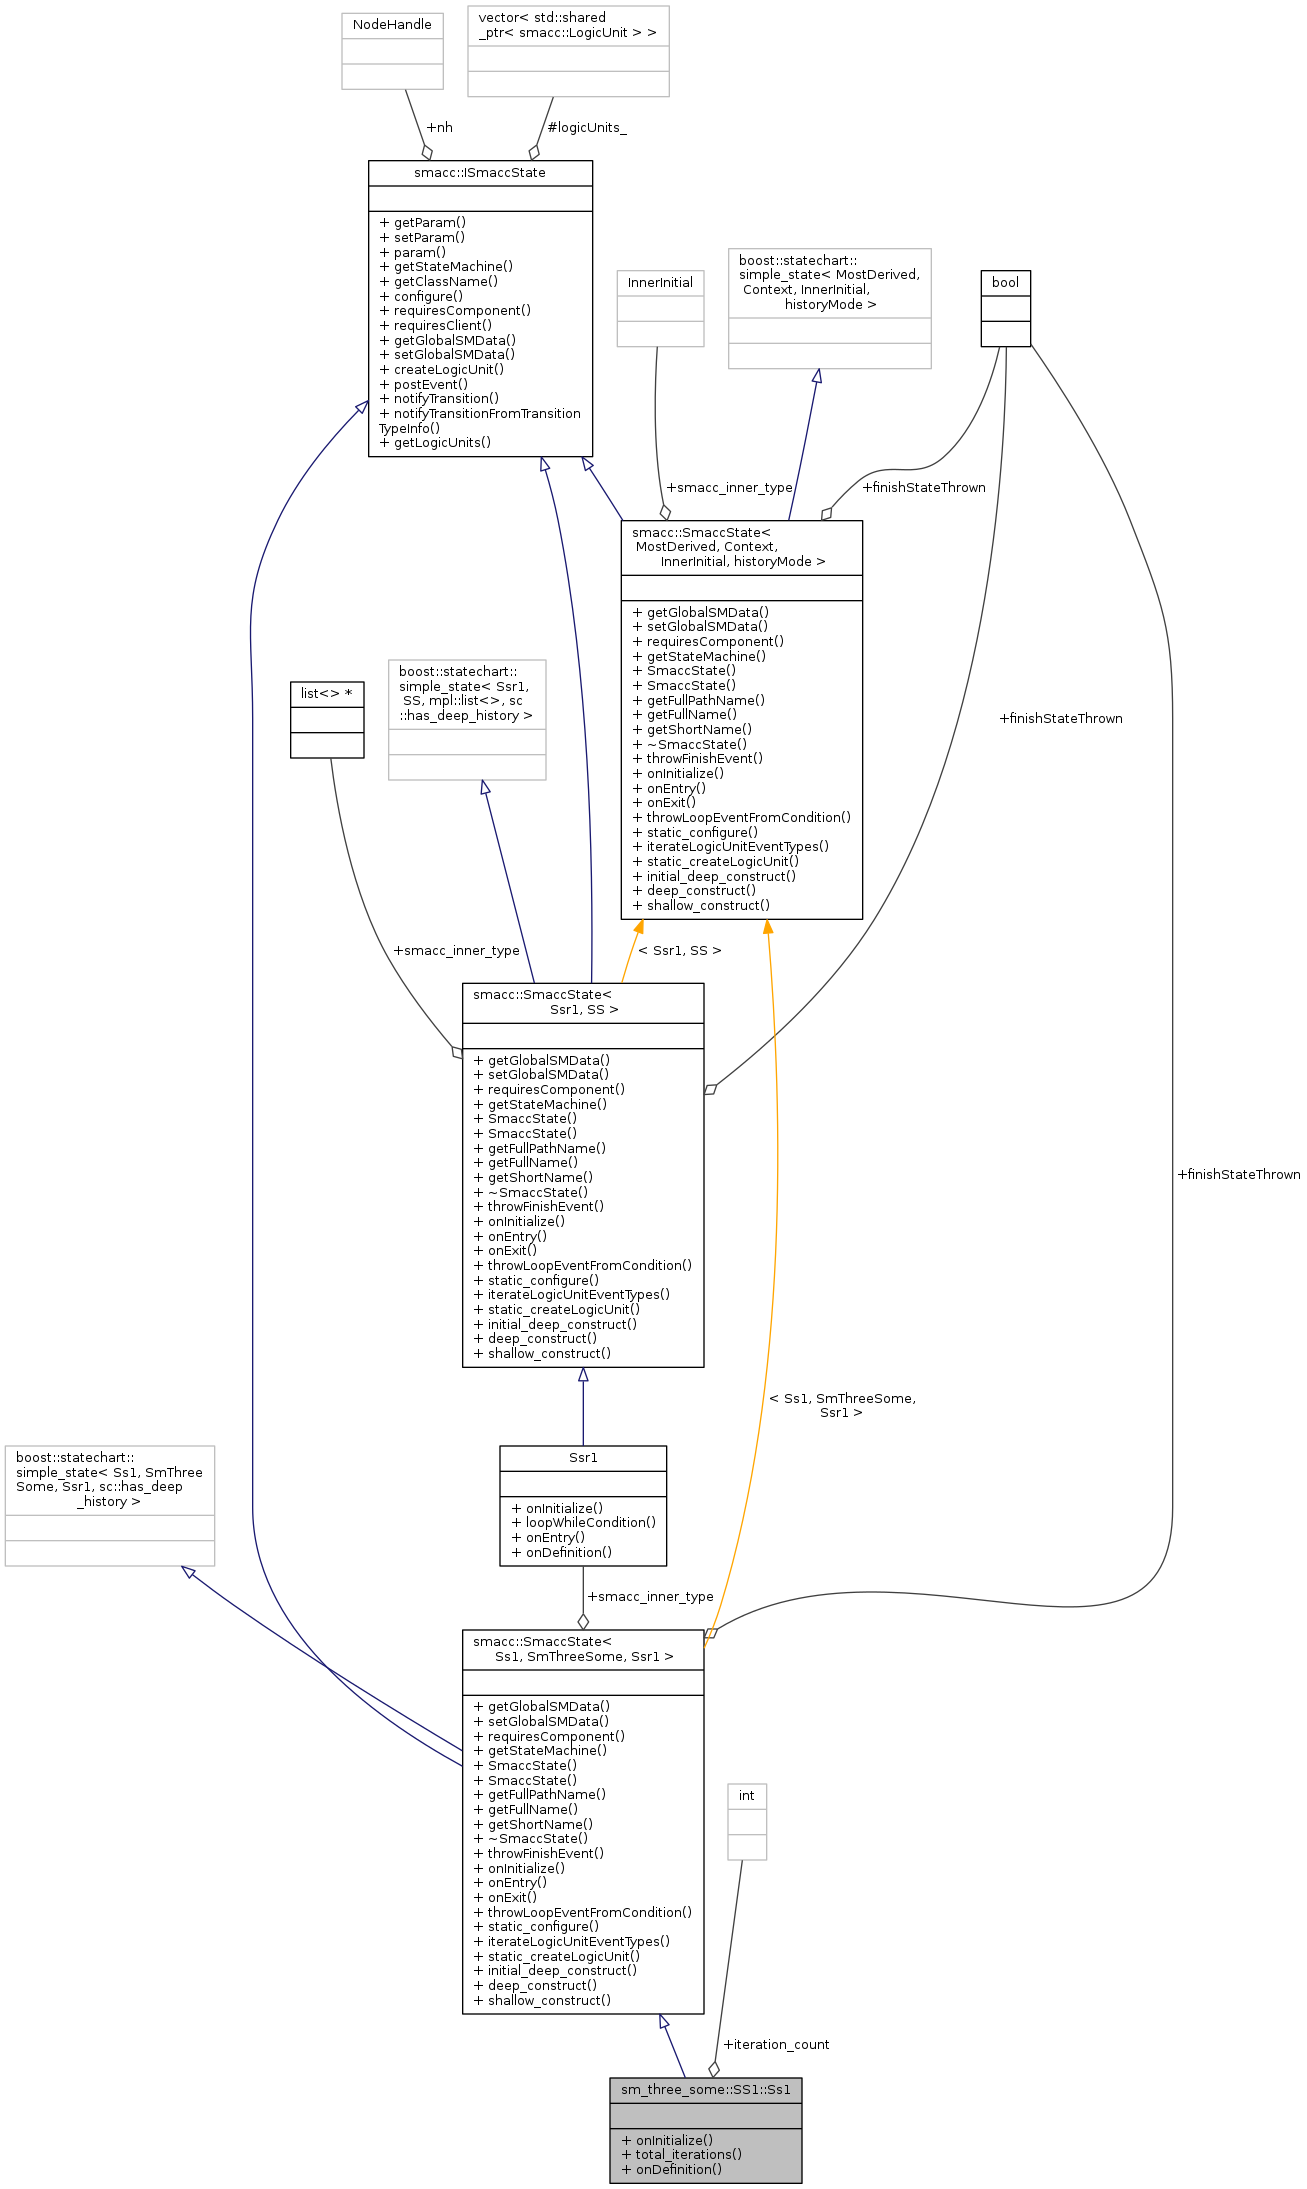 NodeHandle
vector< std::shared
_ptr< smacc::LogicUnit > >
+nh
#logicUnits_
smacc::ISmaccState
+ getParam()
+ setParam()
+ param()
+ getStateMachine()
+ getClassName()
+ configure()
+ requiresComponent()
+ requiresClient()
+ getGlobalSMData()
+ setGlobalSMData()
+ createLogicUnit()
+ postEvent()
+ notifyTransition()
+ notifyTransitionFromTransition
TypeInfo()
+ getLogicUnits()
InnerInitial
boost::statechart::
simple_state< MostDerived,
Context, InnerInitial,
historyMode >
bool
+smacc_inner_type
+finishStateThrown
smacc::SmaccState<
MostDerived, Context,
InnerInitial, historyMode >
+ getGlobalSMData()
+ setGlobalSMData()
+ requiresComponent()
+ getStateMachine()
+ SmaccState()
+ SmaccState()
+ getFullPathName()
+ getFullName()
+ getShortName()
+ ~SmaccState()
+ throwFinishEvent()
+ onInitialize()
+ onEntry()
+ onExit()
+ throwLoopEventFromCondition()
+ static_configure()
+ iterateLogicUnitEventTypes()
+ static_createLogicUnit()
+ initial_deep_construct()
+ deep_construct()
+ shallow_construct()
list<> *
boost::statechart::
simple_state< Ssr1,
SS, mpl::list<>, sc
::has_deep_history >
+finishStateThrown
+smacc_inner_type
< Ssr1, SS >
smacc::SmaccState<
Ssr1, SS >
+ getGlobalSMData()
+ setGlobalSMData()
+ requiresComponent()
+ getStateMachine()
+ SmaccState()
+ SmaccState()
+ getFullPathName()
+ getFullName()
+ getShortName()
+ ~SmaccState()
+ throwFinishEvent()
+ onInitialize()
+ onEntry()
+ onExit()
+ throwLoopEventFromCondition()
+ static_configure()
+ iterateLogicUnitEventTypes()
+ static_createLogicUnit()
+ initial_deep_construct()
+ deep_construct()
+ shallow_construct()
+finishStateThrown
< Ss1, SmThreeSome,
Ssr1 >
boost::statechart::
simple_state< Ss1, SmThree
Some, Ssr1, sc::has_deep
_history >
Ssr1
+ onInitialize()
+ loopWhileCondition()
+ onEntry()
+ onDefinition()
+smacc_inner_type
smacc::SmaccState<
Ss1, SmThreeSome, Ssr1 >
+ getGlobalSMData()
+ setGlobalSMData()
+ requiresComponent()
+ getStateMachine()
+ SmaccState()
+ SmaccState()
+ getFullPathName()
+ getFullName()
+ getShortName()
+ ~SmaccState()
+ throwFinishEvent()
+ onInitialize()
+ onEntry()
+ onExit()
+ throwLoopEventFromCondition()
+ static_configure()
+ iterateLogicUnitEventTypes()
+ static_createLogicUnit()
+ initial_deep_construct()
+ deep_construct()
+ shallow_construct()
int
+iteration_count
sm_three_some::SS1::Ss1
+ onInitialize()
+ total_iterations()
+ onDefinition()